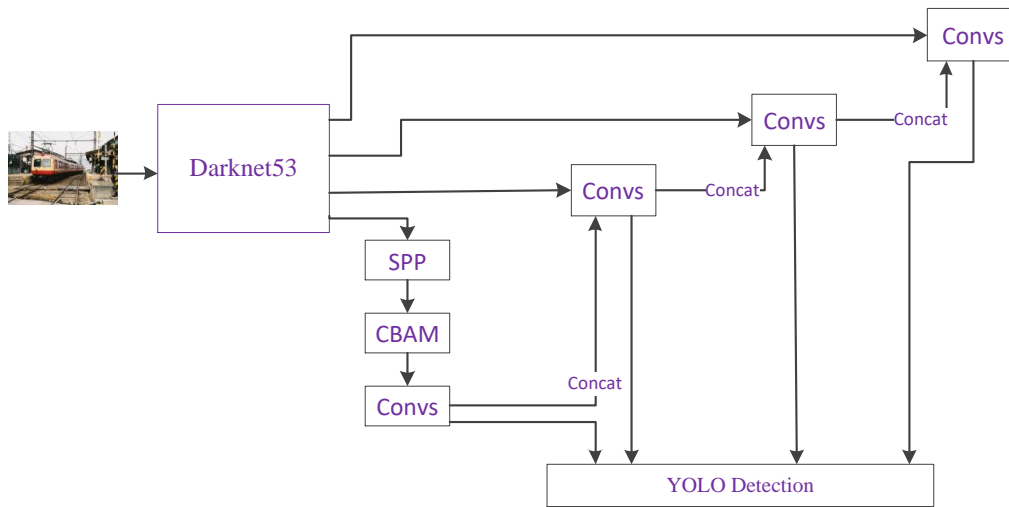 Convs
Convs
Concat
Darknet53
Convs
Concat
SPP
CBAM
Concat
Convs
YOLO Detection